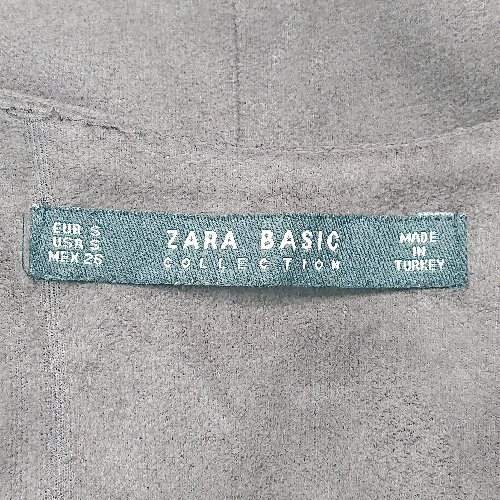 EUR S
USA S
MEX 26
ZARA BASIC
COLLECTION
MADE
IN
TURKEY